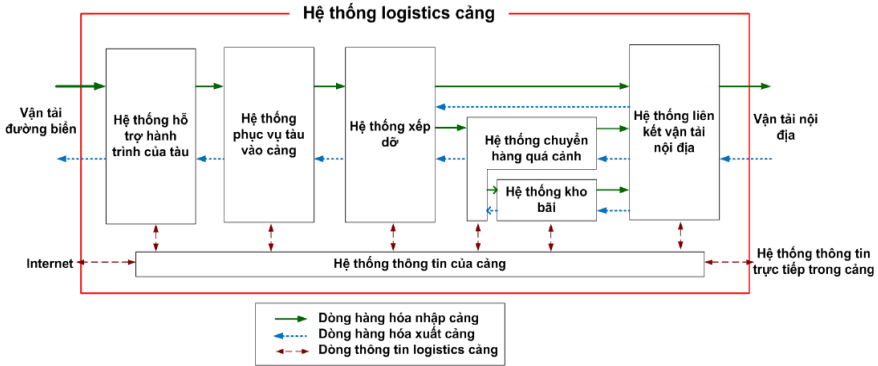 Hệ thống logistics cảng
Vận tải
đường biển
Hệ thống hỗ
trợ hành
trình của tàu
Hệ thống
phục vụ tàu
vào cảng
Hệ thống xếp
dỡ
Hệ thống chuyển
hàng quá cảnh
Hệ thống kho
bãi
Hệ thống liên
kết vận tải
nội địa
Vận tải nội
địa
Internet
Hệ thống thông tin của cảng
Hệ thống thông tin
trực tiếp trong cảng
Dòng hàng hóa nhập cảng
Dòng hàng hóa xuất cảng
Dòng thông tin logistics cảng